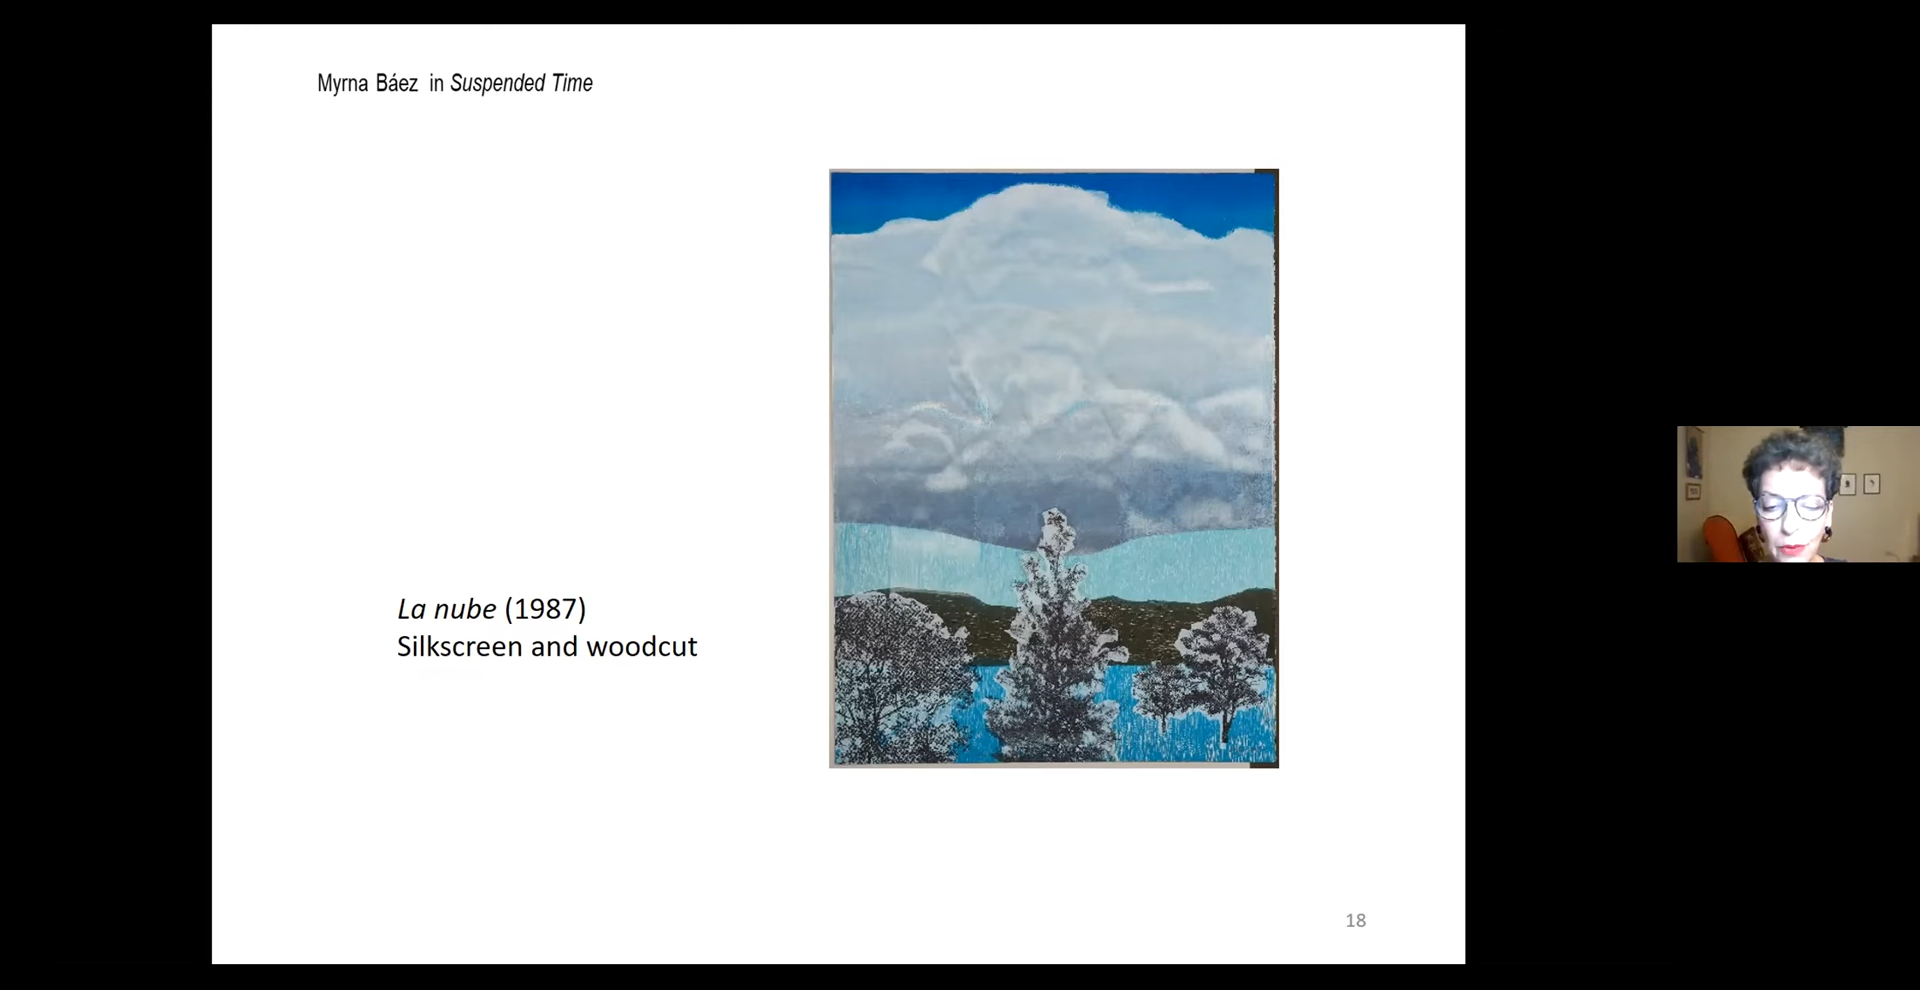 Myrna Báez in Suspended Time
La nube (1987)
Silkscreen and woodcut
18